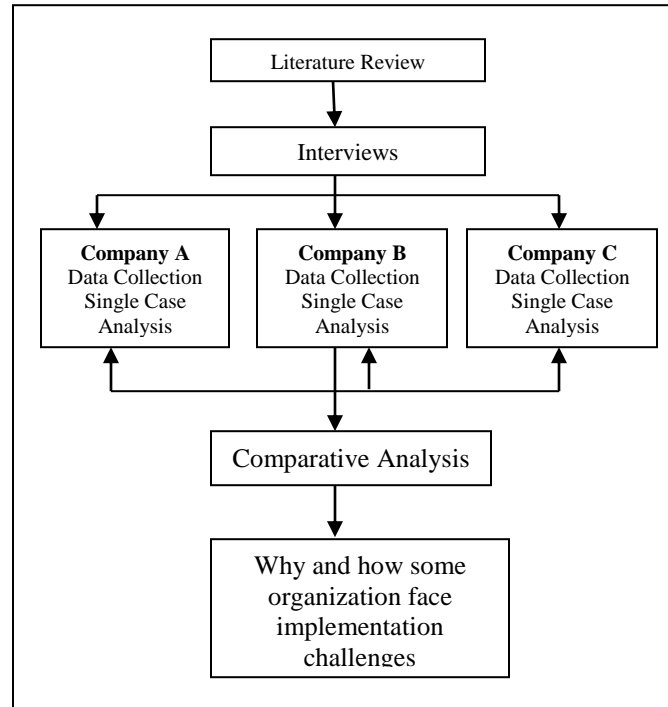 Literature Review
Interviews
Company A
Data Collection
Single Case
Analysis
Company B
Data Collection
Single Case
Analysis
Company C
Data Collection
Single Case
Analysis
Comparative Analysis
Why and how some
organization face
implementation
challenges